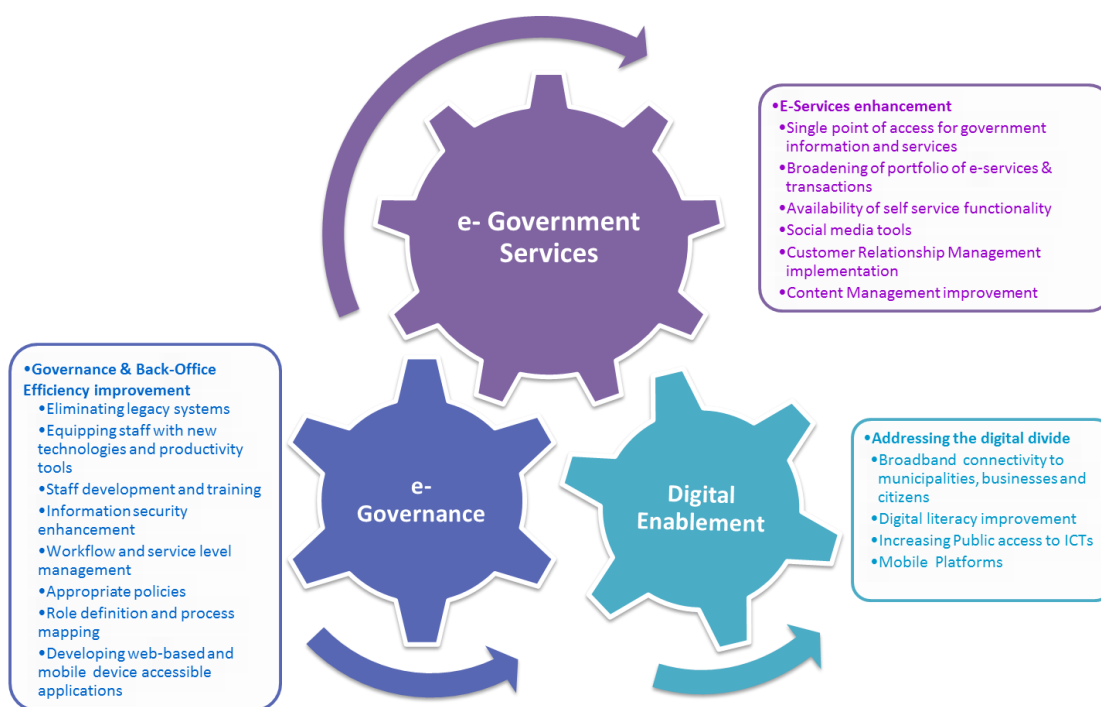 e- Government
Services
•E-Services enhancement
•Single point of access for government
information and services
•Broadening of portfolio of e-services &
transactions
•Availability of self service functionality
•Social media tools
•Customer Relationship Management
implementation
•Content Management improvement
•Governance & Back-Office
Efficiency improvement
•Eliminating legacy systems
•Equipping staff with new
technologies and productivity
tools
•Staff development and training
•Information security
enhancement
•Workflow and service level
management
•Appropriate policies
•Role definition and process
mapping
•Developing web-based and
mobile device accessible
applications
e-
Governance
Digital
Enablement
•Addressing the digital divide
•Broadband connectivity to
municipalities, businesses and
citizens
•Digital literacy improvement
•Increasing Public access to ICTs
•Mobile Platforms